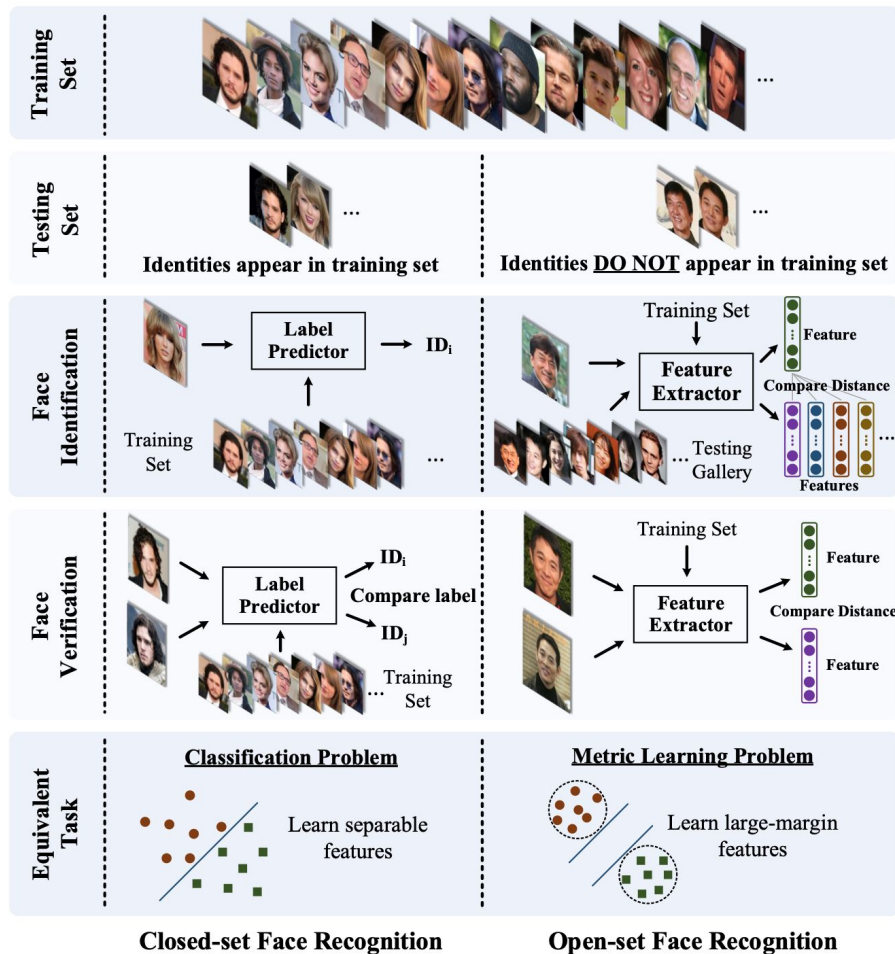 Training
Set
...
Testing
Set
...
Identities appear in training set
...
Identities DO NOT appear in training set
Face
Identification
Label
Predictor
IDi
Training
Set
...
Training Set
Feature
Extractor
Feature
Compare Distance
... Testing
Gallery
...
Features
Face
Verification
Label
Predictor
IDi
Compare label
IDj
... Training
Set
Training Set
Feature
Extractor
Feature
Compare Distance
Feature
Equivalent
Task
Classification Problem
Learn separable
features
Metric Learning Problem
Learn large-margin
features
Closed-set Face Recognition
Open-set Face Recognition